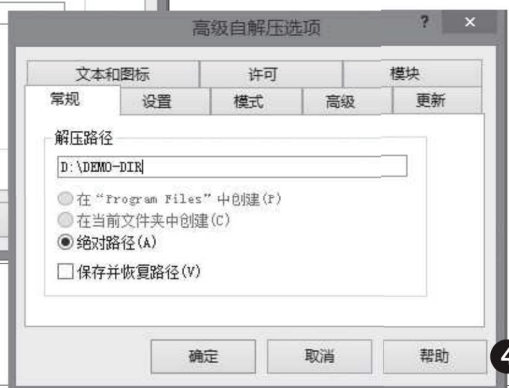 高级自解压选项 ? ×
文本和图标 许可 模块
常规 设置 模式 高级 更新
解压路径
D:\DEMO-DIR
在 "Program Files" 中创建(P)
在当前文件夹中创建(C)
绝对路径(A)
保存并恢复路径(V)
确定 取消 帮助
4